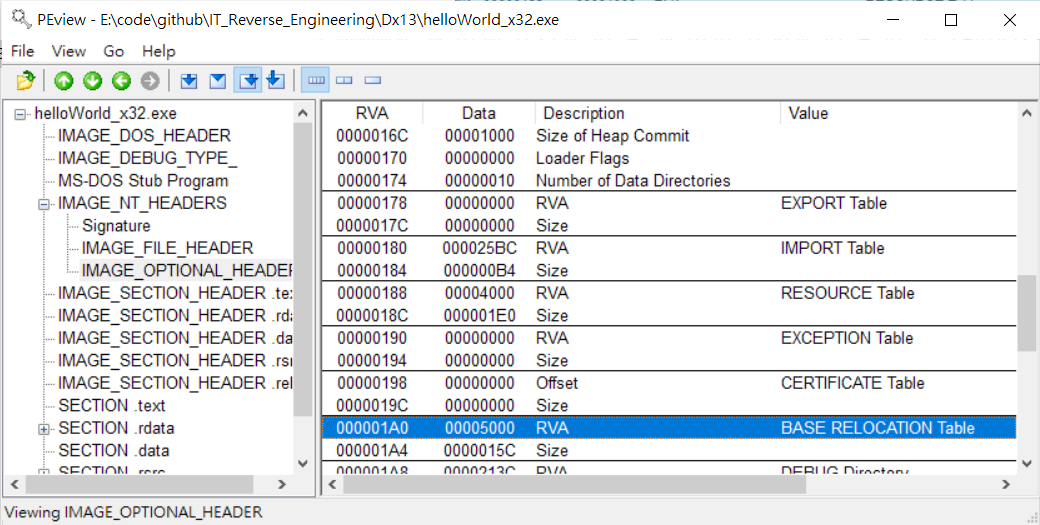 PEview - E:\code\github\IT_Reverse_Engineering\Dx13\helloWorld_x32.exe
File View Go Help
helloWorld_x32.exe
IMAGE_DOS_HEADER
IMAGE_DEBUG_TYPE_
MS-DOS Stub Program
IMAGE_NT_HEADERS
Signature
IMAGE_FILE_HEADER
IMAGE_OPTIONAL_HEADER
IMAGE_SECTION_HEADER .te
IMAGE_SECTION_HEADER .rda
IMAGE_SECTION_HEADER .da
IMAGE_SECTION_HEADER .rsr
IMAGE_SECTION_HEADER .rel
SECTION .text
SECTION .rdata
SECTION .data
SECTION .rsrc
RVA Data Description Value
0000016C 00001000 Size of Heap Commit
00000170 00000000 Loader Flags
00000174 00000010 Number of Data Directories
00000178 00000000 RVA EXPORT Table
0000017C 00000000 Size
00000180 000025BC RVA IMPORT Table
00000184 000000B4 Size
00000188 00004000 RVA RESOURCE Table
0000018C 000001E0 Size
00000190 00000000 RVA EXCEPTION Table
00000194 00000000 Size
00000198 00000000 Offset CERTIFICATE Table
0000019C 00000000 Size
000001A0 00005000 RVA BASE RELOCATION Table
000001A4 0000015C Size
000001A8 0000213C RVA DEBUG Directory
Viewing IMAGE_OPTIONAL_HEADER